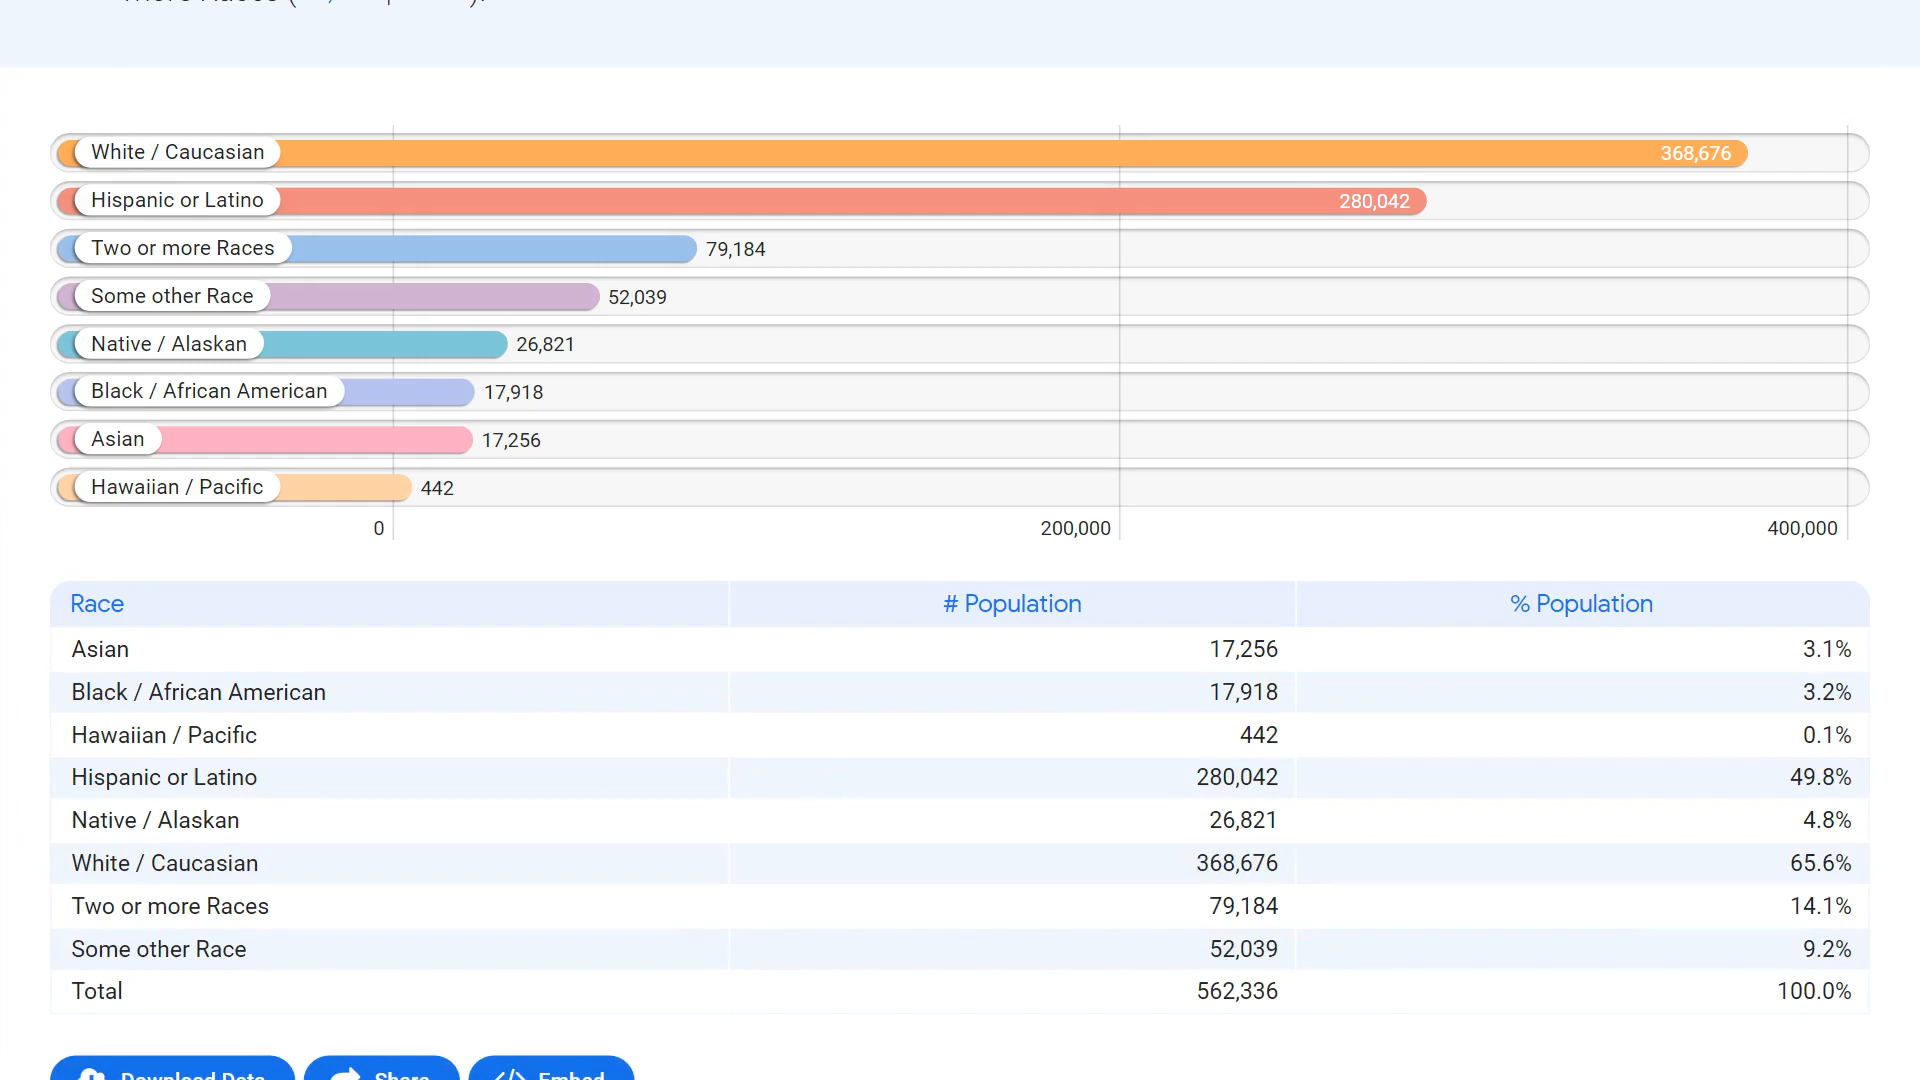 White / Caucasian 368,676
Hispanic or Latino 280,042
Two or more Races 79,184
Some other Race 52,039
Native / Alaskan 26,821
Black / African American 17,918
Asian 17,256
Hawaiian / Pacific 442
0 200,000 400,000
Race # Population % Population
Asian 17,256 3.1%
Black / African American 17,918 3.2%
Hawaiian / Pacific 442 0.1%
Hispanic or Latino 280,042 49.8%
Native / Alaskan 26,821 4.8%
White / Caucasian 368,676 65.6%
Two or more Races 79,184 14.1%
Some other Race 52,039 9.2%
Total 562,336 100.0%
Download Data Share Embed